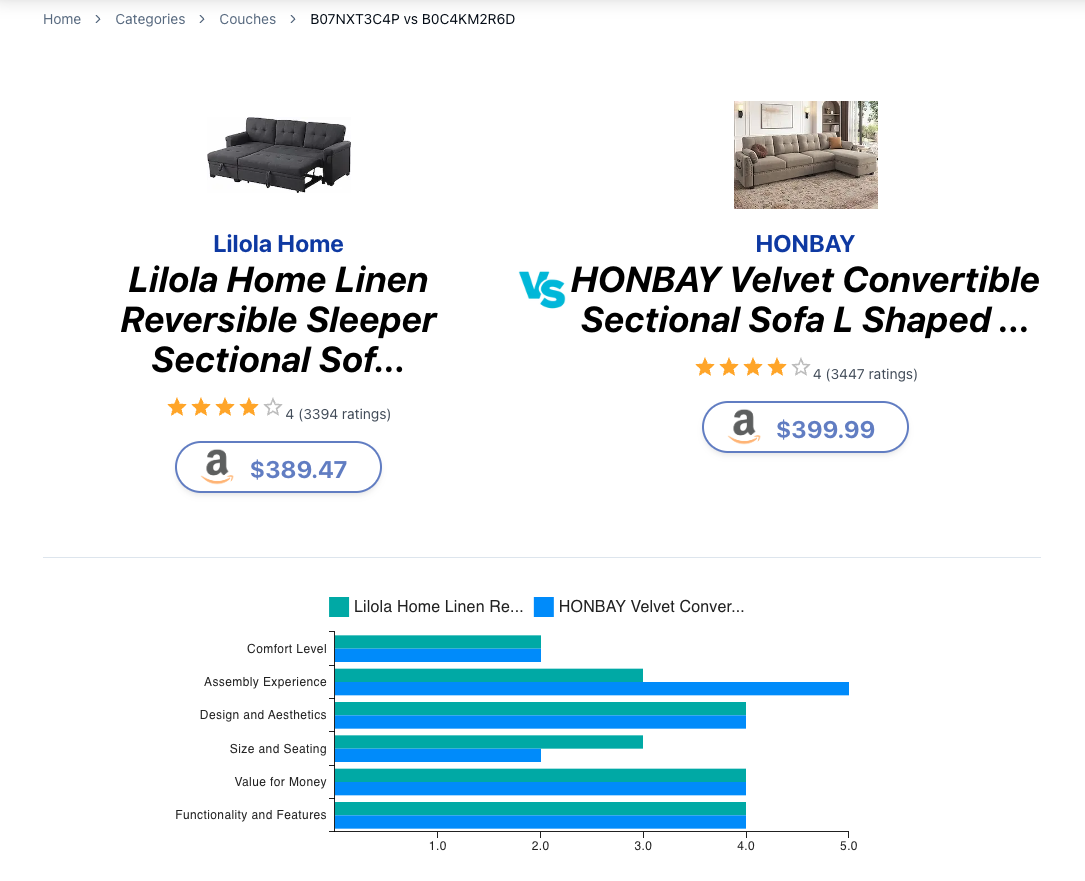 Home > Categories > Couches > B07NXT3C4P vs B0C4KM2R6D
Lilola Home
Lilola Home Linen
Reversible Sleeper
Sectional Sof...
4 (3394 ratings)
a $389.47
VS
HONBAY
HONBAY Velvet Convertible
Sectional Sofa L Shaped ...
4 (3447 ratings)
a $399.99
Lilola Home Linen Re... HONBAY Velvet Conver...
Comfort Level
Assembly Experience
Design and Aesthetics
Size and Seating
Value for Money
Functionality and Features
1.0 2.0 3.0 4.0 5.0